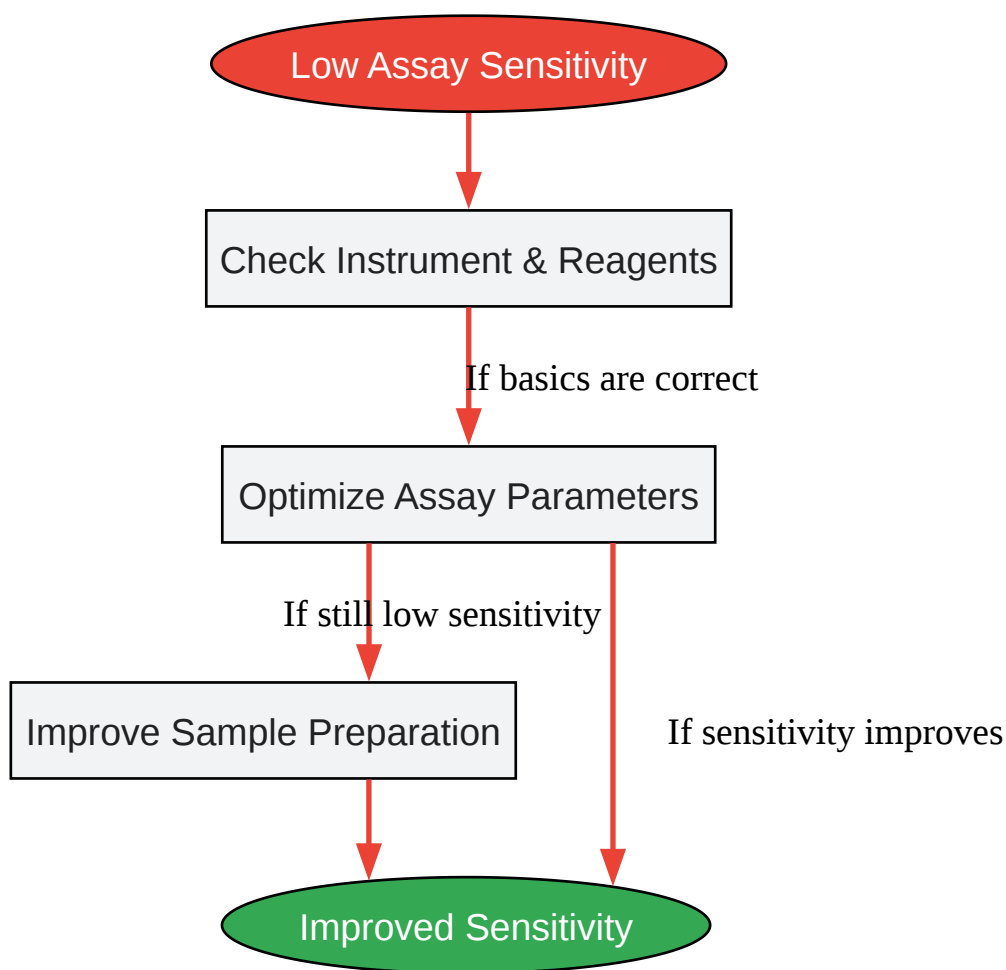 Low Assay Sensitivity
Check Instrument & Reagents
If basics are correct
Optimize Assay Parameters
If still low sensitivity
Improve Sample Preparation
If sensitivity improves
Improved Sensitivity